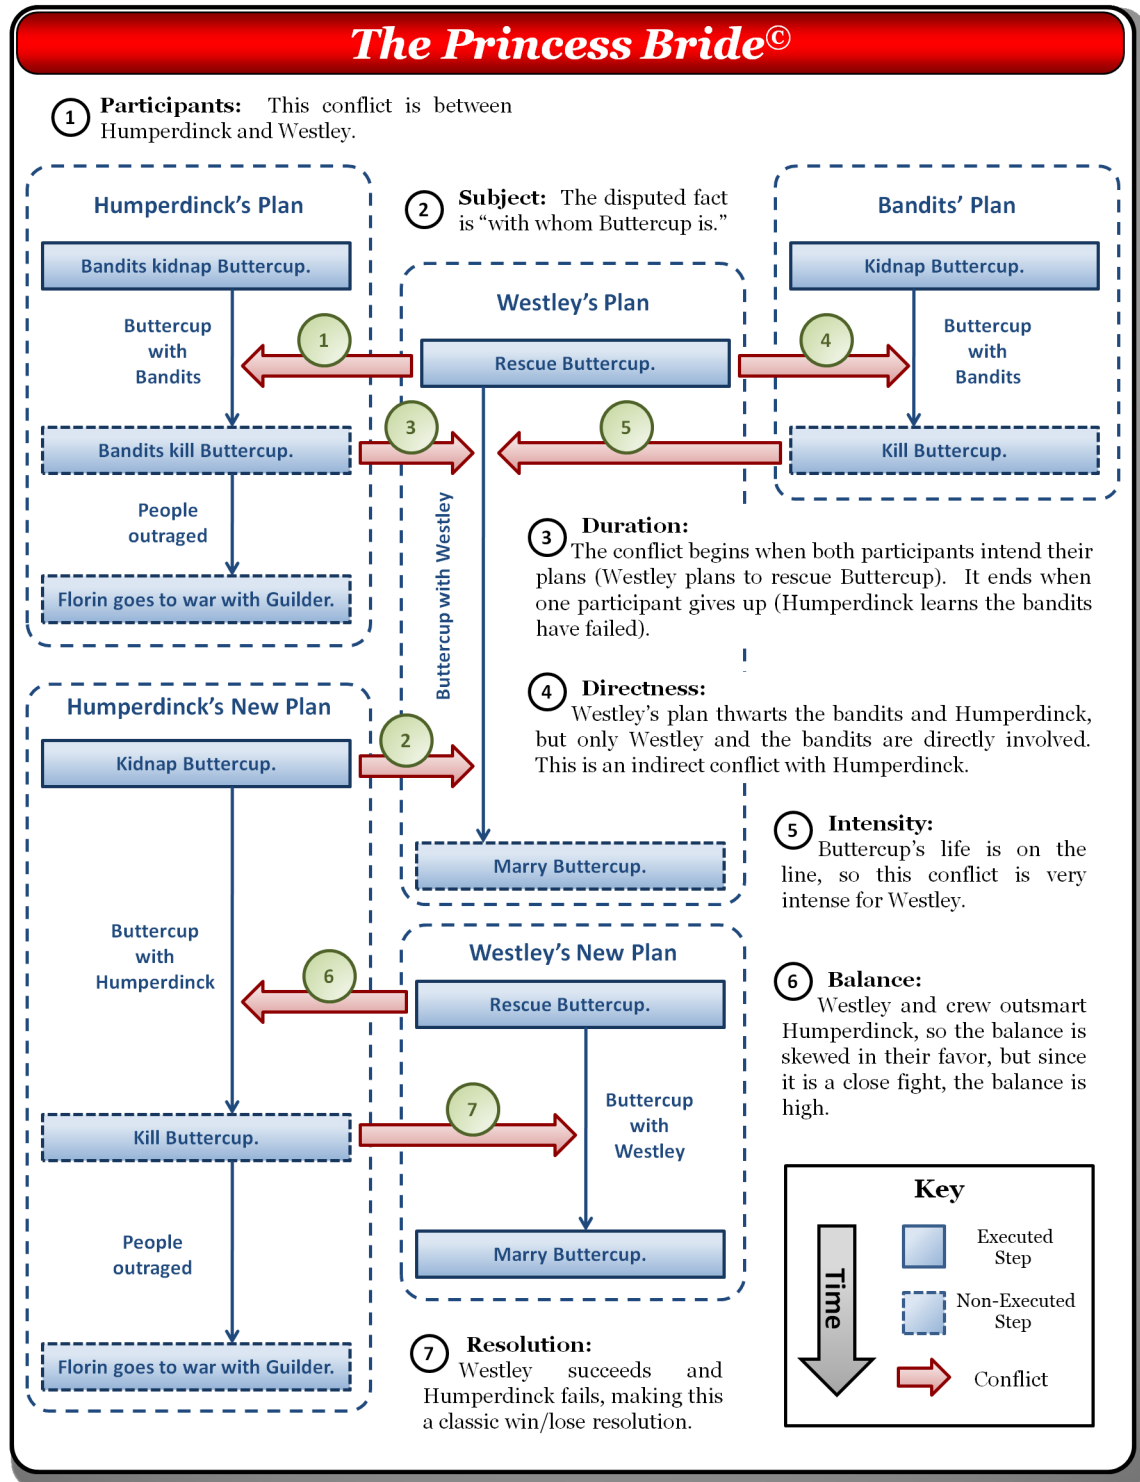 The Princess Bride©
1
Participants: This conflict is between
Humperdinck and Westley.
Humperdinck's Plan
Bandits kidnap Buttercup.
Buttercup
with
Bandits
Bandits kill Buttercup.
People
outraged
Florin goes to war with Guilder.
2
Subject: The disputed fact
is “with whom Buttercup is.”
Westley's Plan
Rescue Buttercup.
Buttercup with Westley
Marry Buttercup.
Bandits' Plan
Kidnap Buttercup.
Buttercup
with
Bandits
Kill Buttercup.
1
4
3
5
3
Duration:
The conflict begins when both participants intend their
plans (Westley plans to rescue Buttercup). It ends when
one participant gives up (Humperdinck learns the bandits
have failed).
4
Directness:
Westley's plan thwarts the bandits and Humperdinck,
but only Westley and the bandits are directly involved.
This is an indirect conflict with Humperdinck.
Humperdinck's New Plan
Kidnap Buttercup.
2
Buttercup
with
Humperdinck
Kill Buttercup.
People
outraged
Florin goes to war with Guilder.
5
Intensity:
Buttercup's life is on the
line, so this conflict is very
intense for Westley.
Westley's New Plan
Rescue Buttercup.
6
7
Buttercup
with
Westley
Marry Buttercup.
6
Balance:
Westley and crew outsmart
Humperdinck, so the balance is
skewed in their favor, but since
it is a close fight, the balance is
high.
7
Resolution:
Westley succeeds and
Humperdinck fails, making this
a classic win/lose resolution.
Key
Time
Executed
Step
Non-Executed
Step
Conflict